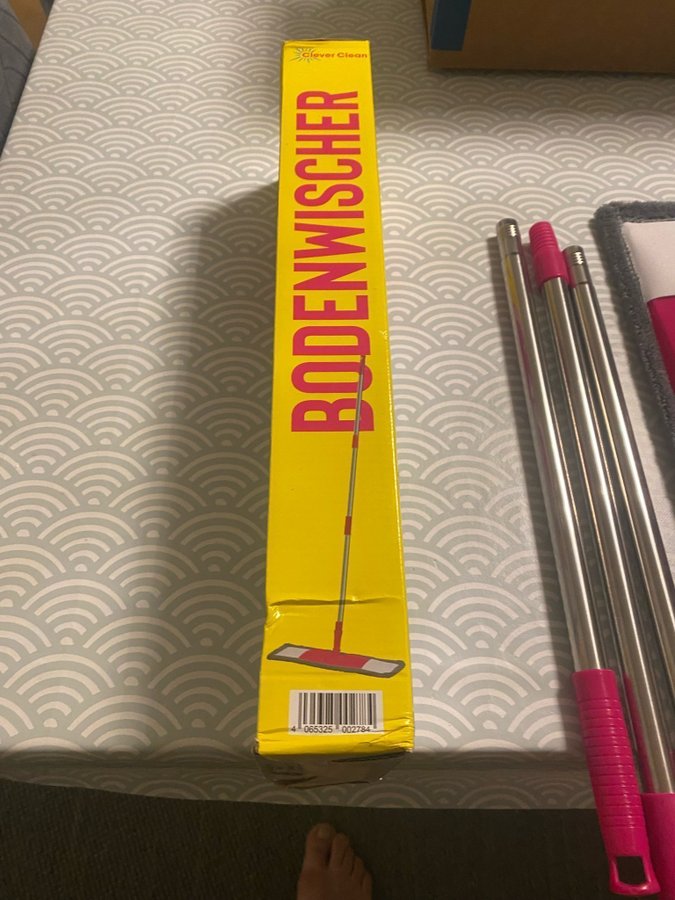 Clever Clean
BODENWISCHER
4 065325 002784